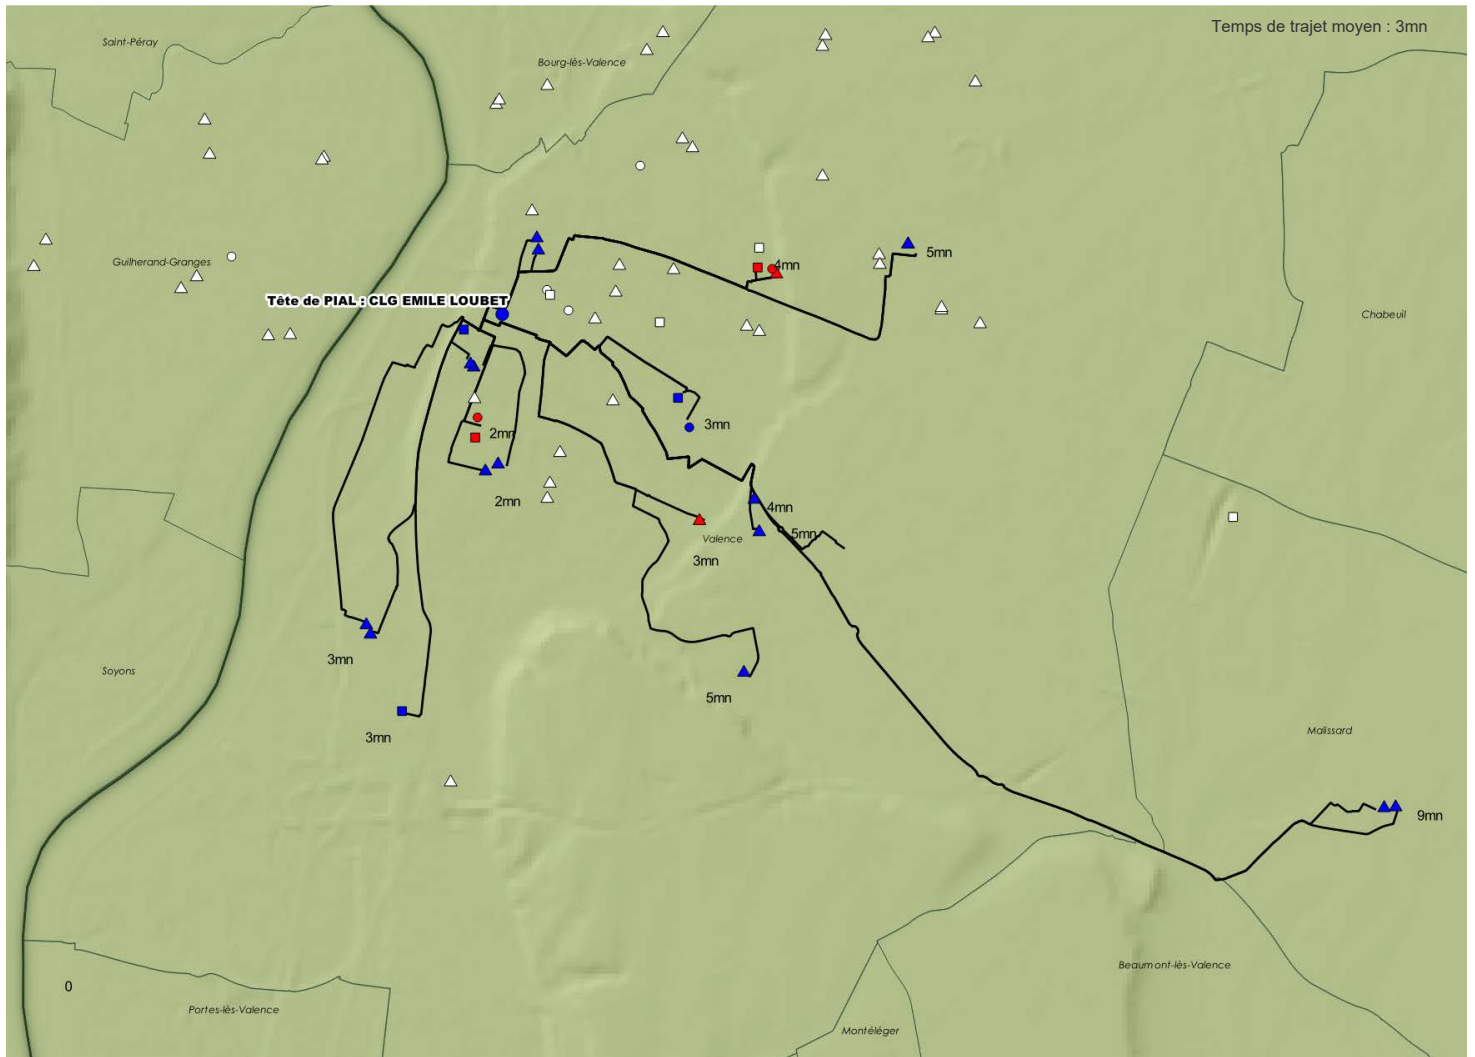 Temps de trajet moyen : 3mn
Saint-Péray
Bourg-lès-Valence
Guilherand-Granges
4mn
5mn
Tête de PIAL : CLG EMILE LOUBET
Chabeuil
3mn
2mn
2mn
4mn
5mn
Valence
3mn
3mn
Soyons
5mn
3mn
Malissard
9mn
Beaumont-lès-Valence
0
Portes-lès-Valence
Montéléger